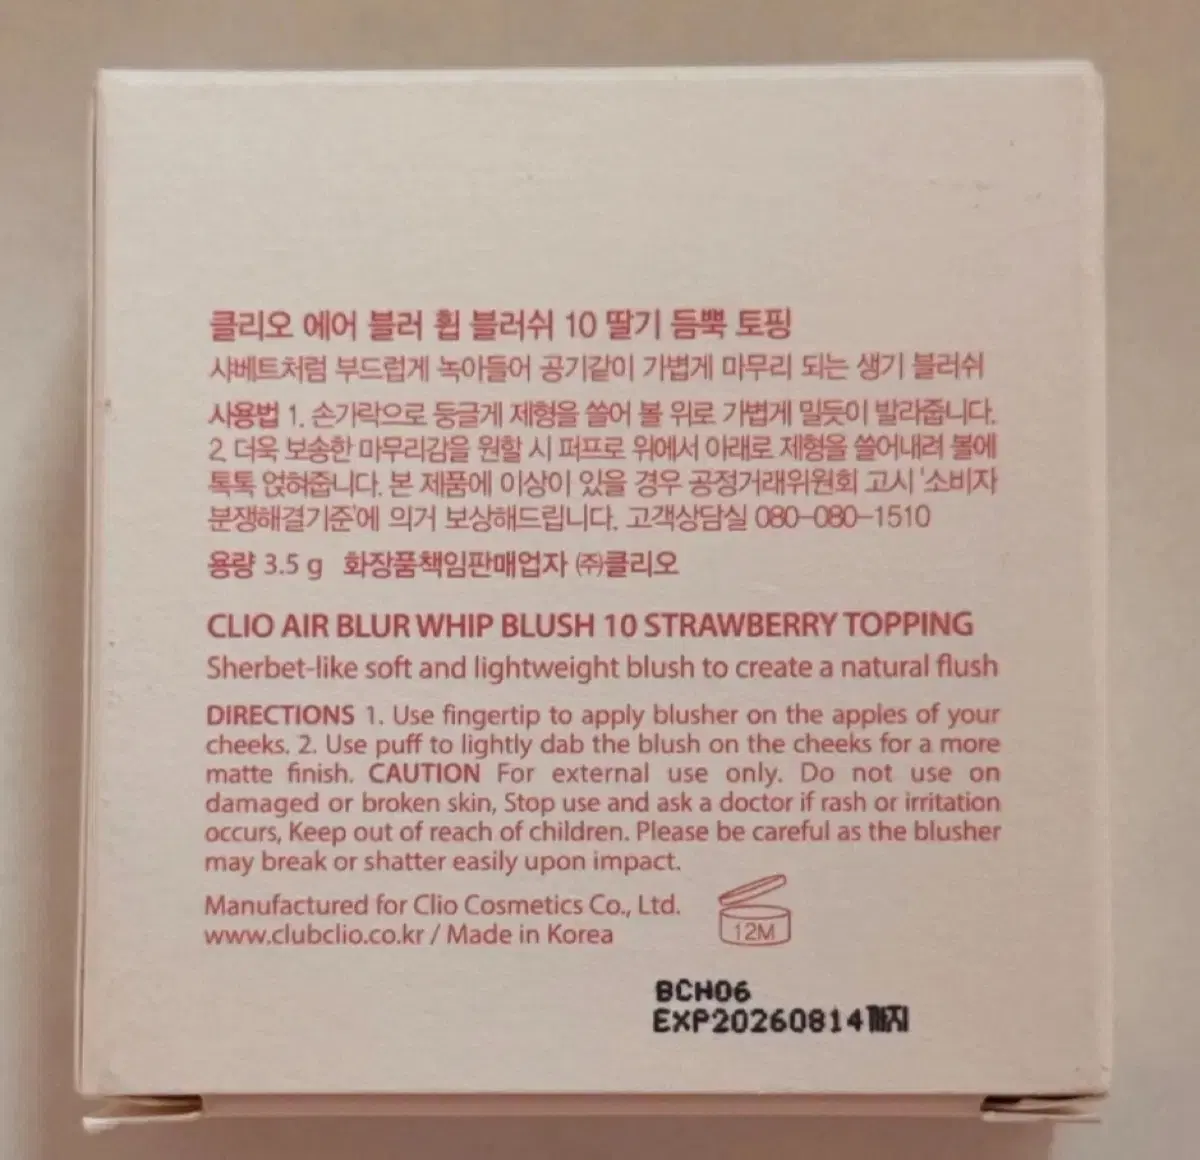 클리오 에어 블러 휩 블러쉬 10 딸기 듬뿍 토핑
샤베트처럼 부드럽게 녹아들어 공기같이 가볍게 마무리 되는 생기 블러쉬
사용법 1. 손가락으로 둥글게 제형을 쓸어 볼 위로 가볍게 밀듯이 발라줍니다.
2. 더욱 보송한 마무리감을 원할 시 퍼프로 위에서 아래로 제형을 쓸어내려 볼에
톡톡 얹혀줍니다. 본 제품에 이상이 있을 경우 공정거래위원회 고시 '소비자
분쟁해결기준'에 의거 보상해드립니다. 고객상담실 080-080-1510
용량 3.5 g 화장품책임판매업자 ㈜클리오
CLIO AIR BLUR WHIP BLUSH 10 STRAWBERRY TOPPING
Sherbet-like soft and lightweight blush to create a natural flush
DIRECTIONS 1. Use fingertip to apply blusher on the apples of your
cheeks. 2. Use puff to lightly dab the blush on the cheeks for a more
matte finish. CAUTION For external use only. Do not use on
damaged or broken skin, Stop use and ask a doctor if rash or irritation
occurs, Keep out of reach of children. Please be careful as the blusher
may break or shatter easily upon impact.
Manufactured for Clio Cosmetics Co., Ltd.
www.clubclio.co.kr / Made in Korea
12M
BCH06
EXP20260814까지